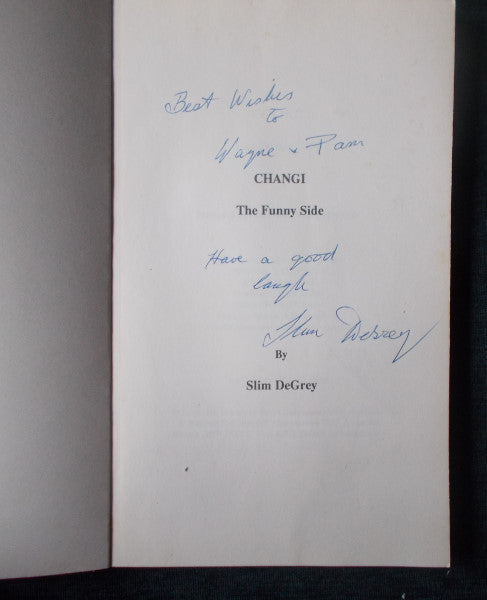 Best Wishes
to
Wayne + Pam
CHANGI
The Funny Side
Have a good
laugh
Slim DeGrey
By
Slim DeGrey